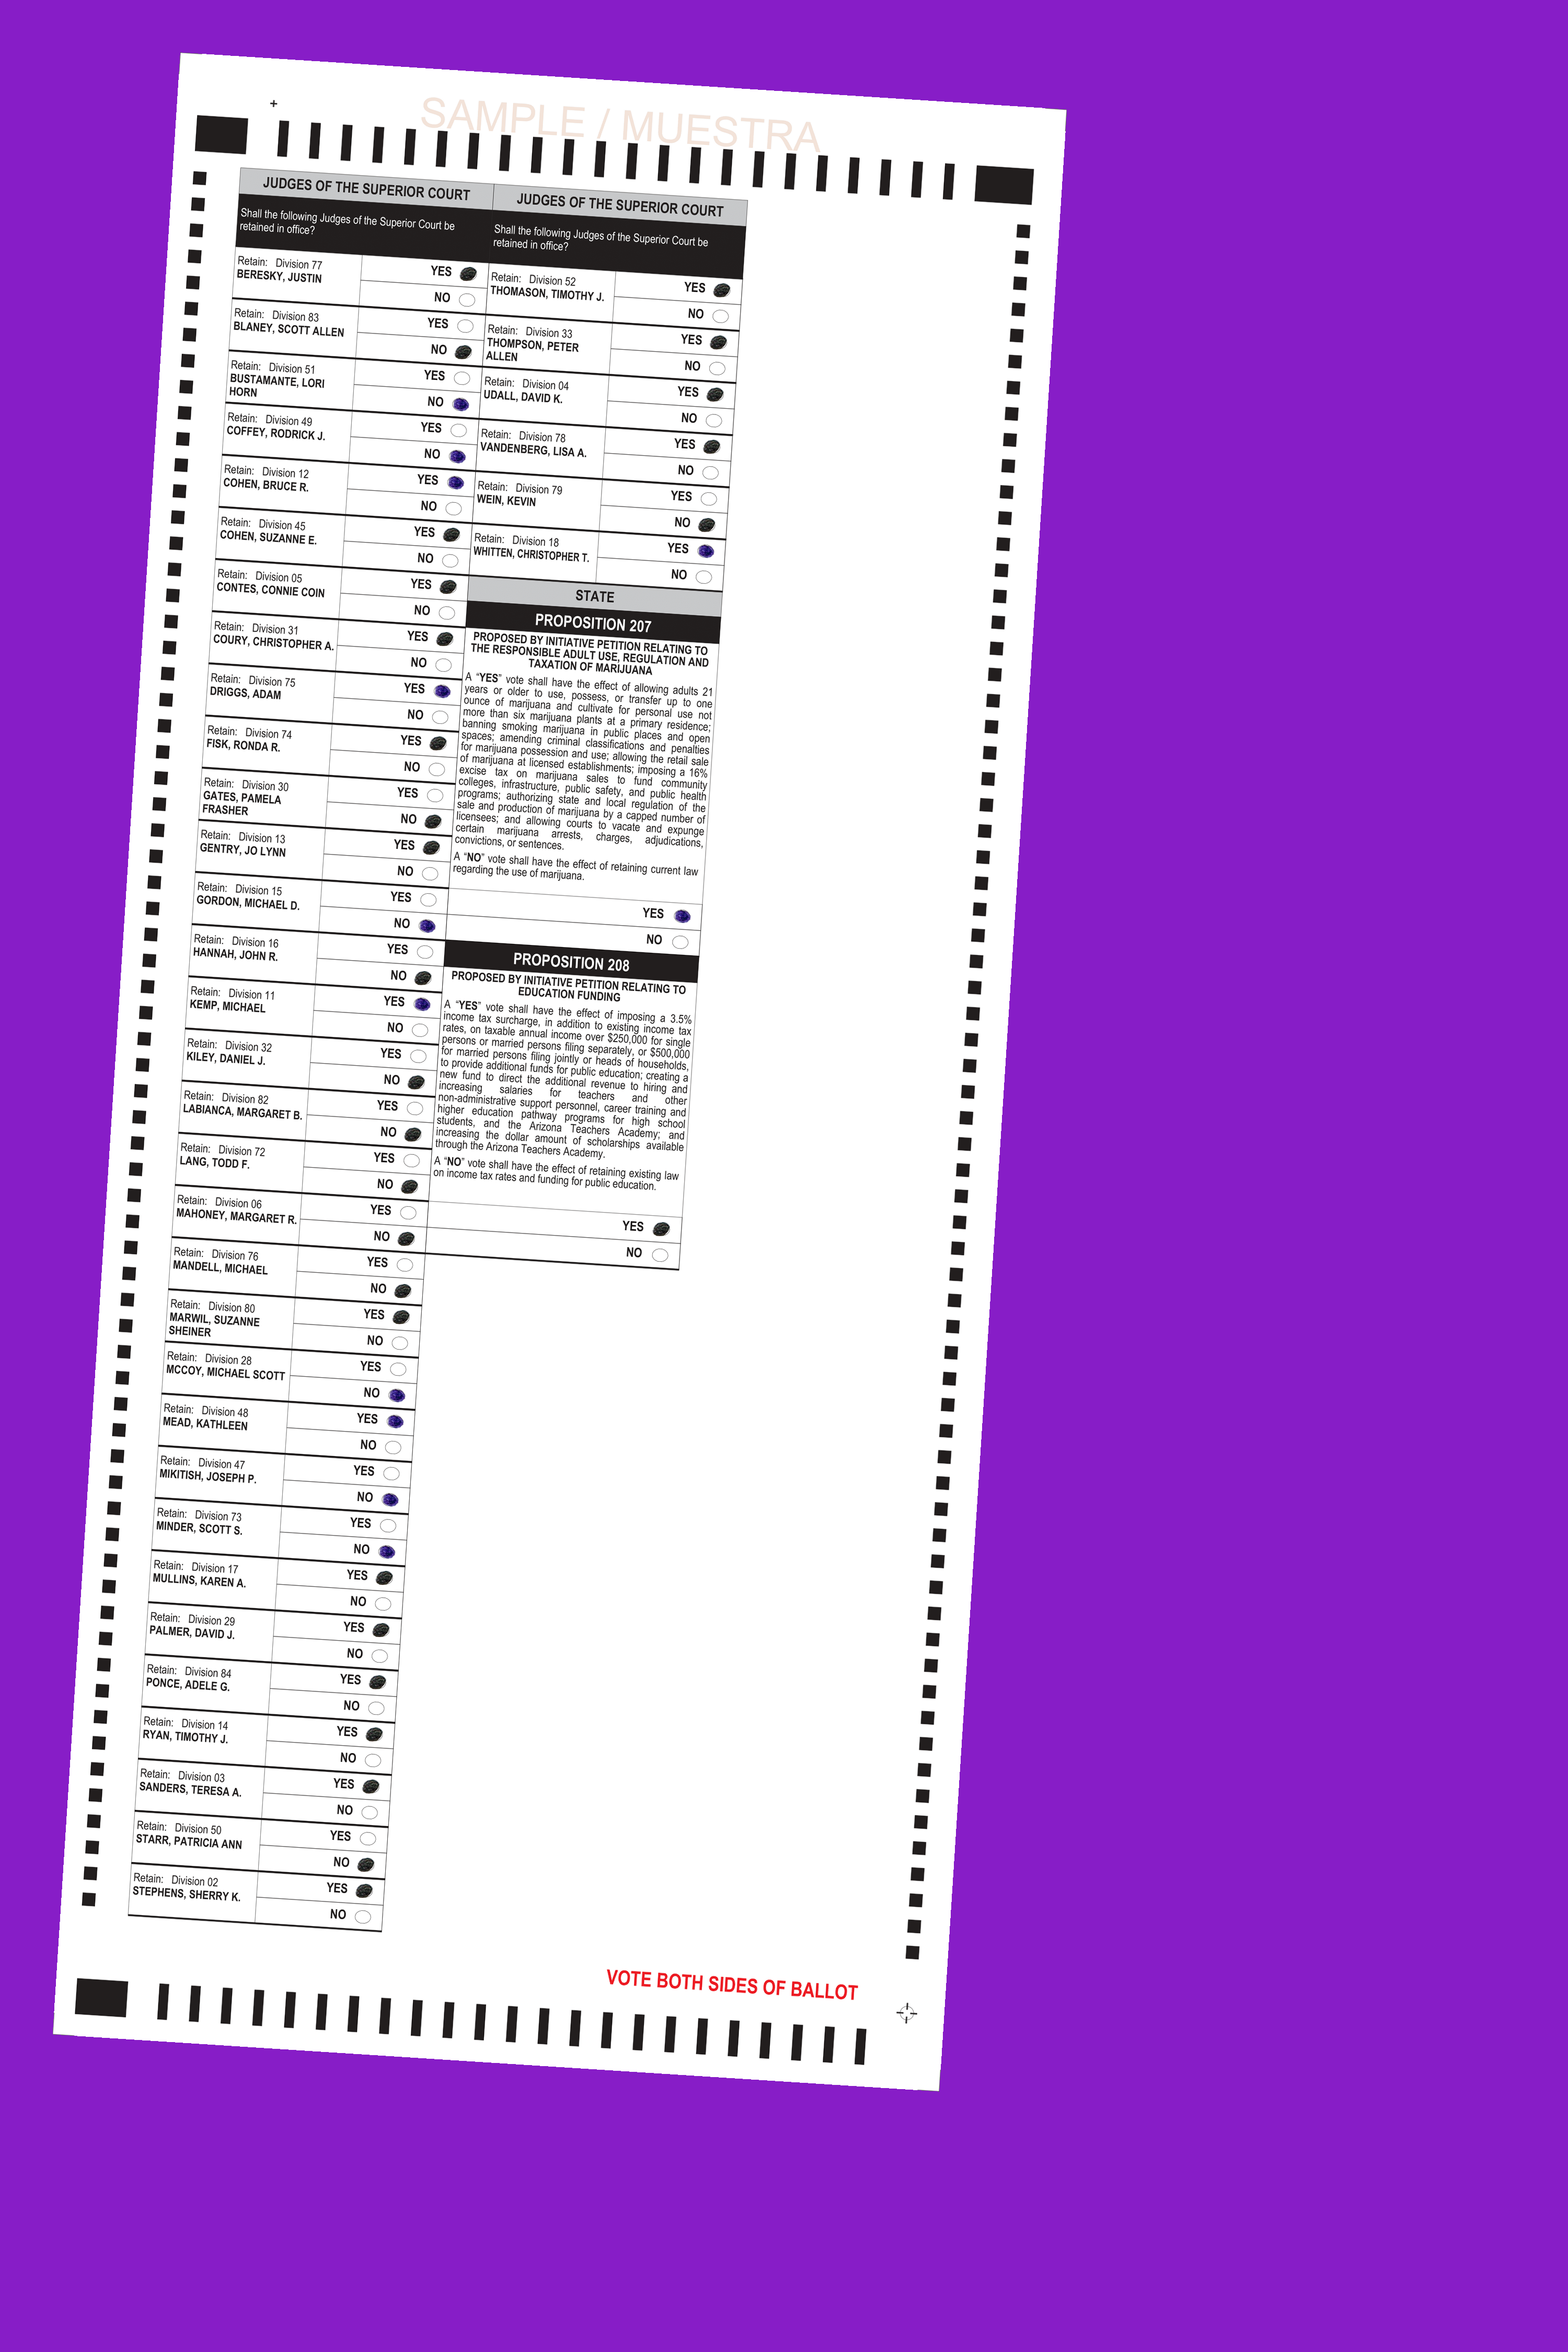 SAMPLE / MUESTRA
JUDGES OF THE SUPERIOR COURT
Shall the following Judges of the Superior Court be
retained in office?
Retain: Division 77
BERESKY, JUSTIN
YES
NO
Retain: Division 83
BLANEY, SCOTT ALLEN
YES
NO
Retain: Division 51
BUSTAMANTE, LORI
HORN
YES
NO
Retain: Division 49
COFFEY, RODRICK J.
YES
NO
Retain: Division 12
COHEN, BRUCE R.
YES
NO
Retain: Division 45
COHEN, SUZANNE E.
YES
NO
Retain: Division 05
CONTES, CONNIE COIN
YES
NO
Retain: Division 31
COURY, CHRISTOPHER A.
YES
NO
Retain: Division 75
DRIGGS, ADAM
YES
NO
Retain: Division 74
FISK, RONDA R.
YES
NO
Retain: Division 30
GATES, PAMELA
FRASHER
YES
NO
Retain: Division 13
GENTRY, JO LYNN
YES
NO
Retain: Division 15
GORDON, MICHAEL D.
YES
NO
Retain: Division 16
HANNAH, JOHN R.
YES
NO
Retain: Division 11
KEMP, MICHAEL
YES
NO
Retain: Division 32
KILEY, DANIEL J.
YES
NO
Retain: Division 82
LABIANCA, MARGARET B.
YES
NO
Retain: Division 72
LANG, TODD F.
YES
NO
Retain: Division 06
MAHONEY, MARGARET R.
YES
NO
Retain: Division 76
MANDELL, MICHAEL
YES
NO
Retain: Division 80
MARWIL, SUZANNE
SHEINER
YES
NO
Retain: Division 28
MCCOY, MICHAEL SCOTT
YES
NO
Retain: Division 48
MEAD, KATHLEEN
YES
NO
Retain: Division 47
MIKITISH, JOSEPH P.
YES
NO
Retain: Division 73
MINDER, SCOTT S.
YES
NO
Retain: Division 17
MULLINS, KAREN A.
YES
NO
Retain: Division 29
PALMER, DAVID J.
YES
NO
Retain: Division 84
PONCE, ADELE G.
YES
NO
Retain: Division 14
RYAN, TIMOTHY J.
YES
NO
Retain: Division 03
SANDERS, TERESA A.
YES
NO
Retain: Division 50
STARR, PATRICIA ANN
YES
NO
Retain: Division 02
STEPHENS, SHERRY K.
YES
NO
JUDGES OF THE SUPERIOR COURT
Shall the following Judges of the Superior Court be
retained in office?
Retain: Division 52
THOMASON, TIMOTHY J.
YES
NO
Retain: Division 33
THOMPSON, PETER
ALLEN
YES
NO
Retain: Division 04
UDALL, DAVID K.
YES
NO
Retain: Division 78
VANDENBERG, LISA A.
YES
NO
Retain: Division 79
WEIN, KEVIN
YES
NO
Retain: Division 18
WHITTEN, CHRISTOPHER T.
YES
NO
STATE
PROPOSITION 207
PROPOSED BY INITIATIVE PETITION RELATING TO
THE RESPONSIBLE ADULT USE, REGULATION AND
TAXATION OF MARIJUANA
A “YES” vote shall have the effect of allowing adults 21
years or older to use, possess, or transfer up to one
ounce of marijuana and cultivate for personal use not
more than six marijuana plants at a primary residence;
banning smoking marijuana in public places and open
spaces; amending criminal classifications and penalties
for marijuana possession and use; allowing the retail sale
of marijuana at licensed establishments; imposing a 16%
excise tax on marijuana sales to fund community
colleges, infrastructure, public safety, and public health
programs; authorizing state and local regulation of the
sale and production of marijuana by a capped number of
licensees; and allowing courts to vacate and expunge
certain marijuana arrests, charges, adjudications,
convictions, or sentences.
A “NO” vote shall have the effect of retaining current law
regarding the use of marijuana.
YES
NO
PROPOSITION 208
PROPOSED BY INITIATIVE PETITION RELATING TO
EDUCATION FUNDING
A “YES” vote shall have the effect of imposing a 3.5%
income tax surcharge, in addition to existing income tax
rates, on taxable annual income over $250,000 for single
persons or married persons filing separately, or $500,000
for married persons filing jointly or heads of households,
to provide additional funds for public education; creating a
new fund to direct the additional revenue to hiring and
increasing salaries for teachers and other
non-administrative support personnel, career training and
higher education pathway programs for high school
students, and the Arizona Teachers Academy; and
increasing the dollar amount of scholarships available
through the Arizona Teachers Academy.
A “NO” vote shall have the effect of retaining existing law
on income tax rates and funding for public education.
YES
NO
VOTE BOTH SIDES OF BALLOT